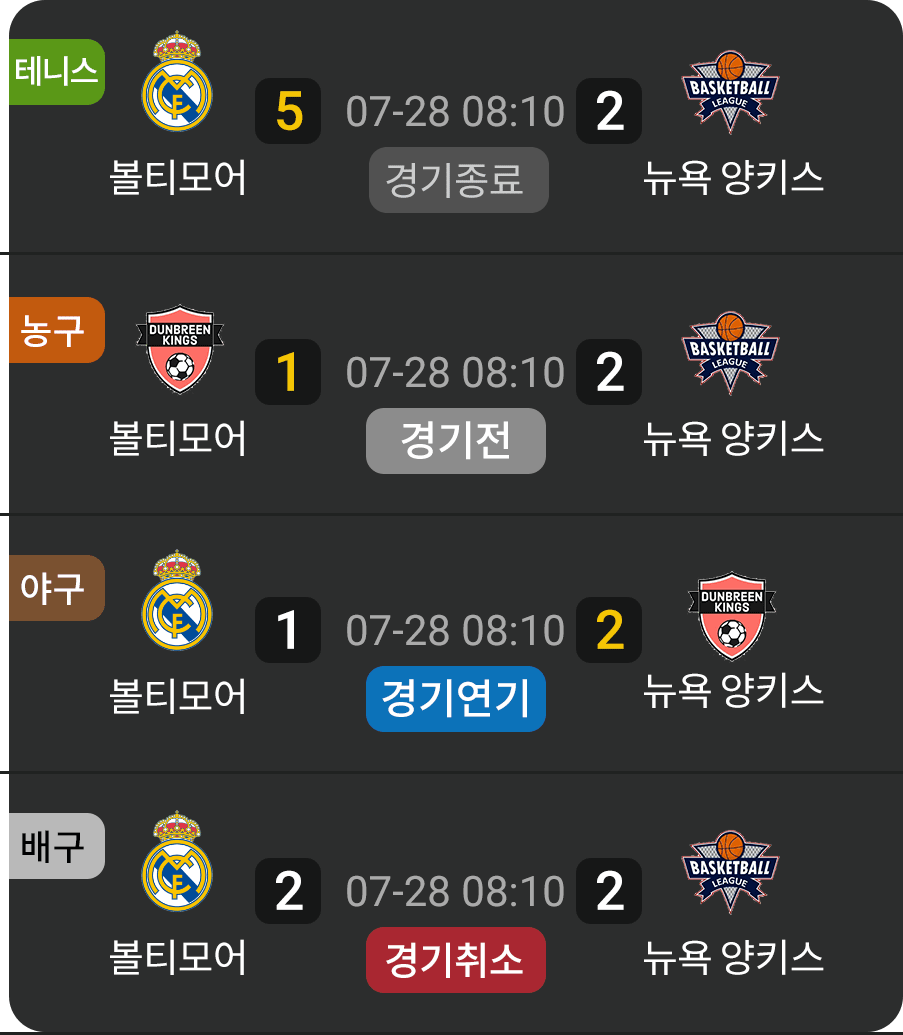 테니스
5 07-28 08:10 2
BASKETBALL
LEAGUE
볼티모어 경기종료 뉴욕 양키스
농구
DUNBREEN
KINGS
1 07-28 08:10 2
BASKETBALL
LEAGUE
볼티모어 경기전 뉴욕 양키스
야구
1 07-28 08:10 2
DUNBREEN
KINGS
볼티모어 경기연기 뉴욕 양키스
배구
2 07-28 08:10 2
BASKETBALL
LEAGUE
볼티모어 경기취소 뉴욕 양키스